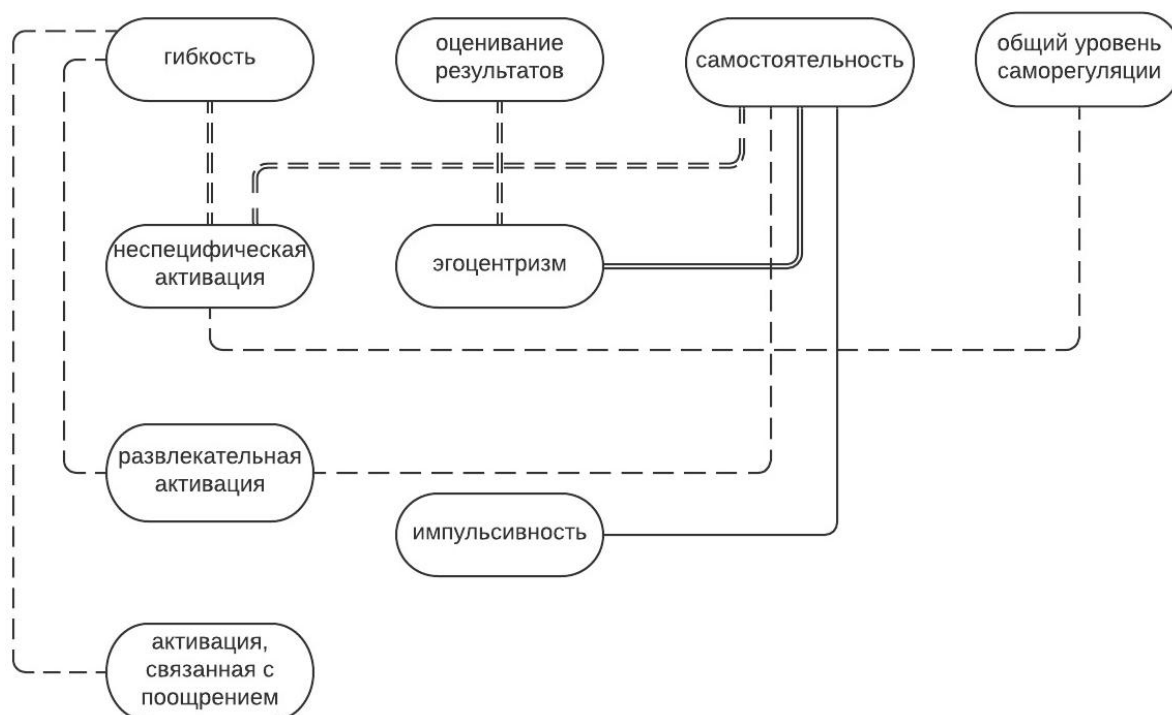 гибкость
оценивание
результатов
самостоятельность
общий уровень
саморегуляции
неспецифическая
активация
эгоцентризм
развлекательная
активация
импульсивность
активация,
связанная с
поощрением